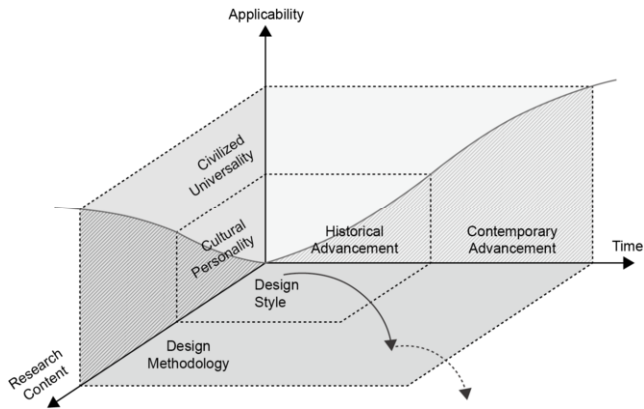 Applicability
Civilized
Universality
Cultural
Personality
Historical
Advancement
Contemporary
Advancement
Time
Design
Style
Design
Methodology
Research
Content